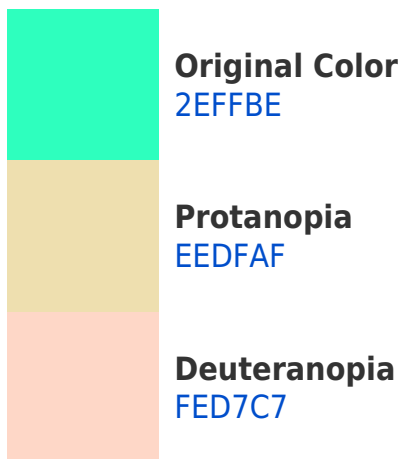 Original Color
2EFFBE
Protanopia
EEDFAF
Deuteranopia
FED7C7